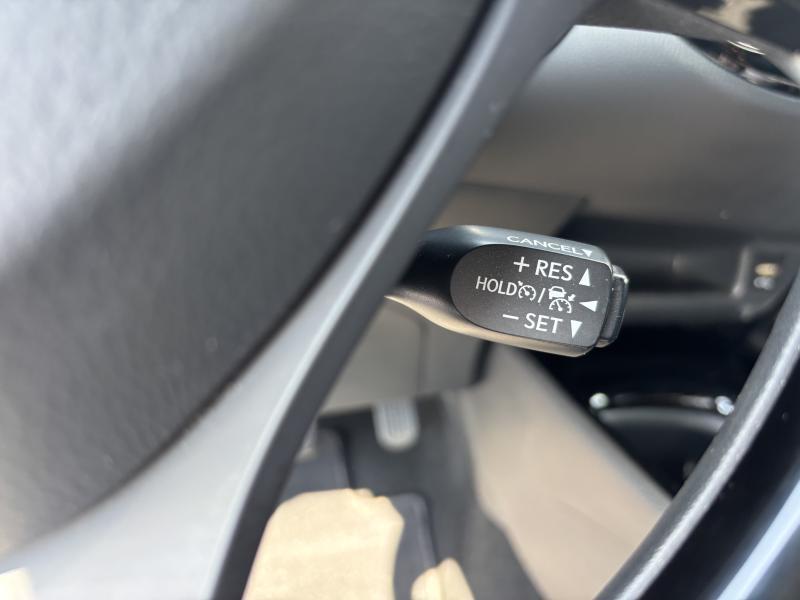 CANCEL▼
+ RES ▲
HOLD / ◀
− SET ▼